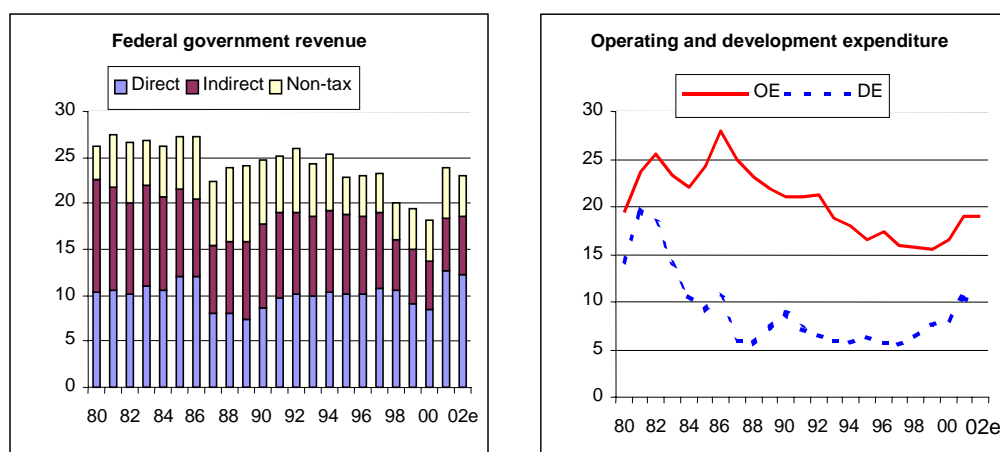 Federal government revenue
Direct Indirect Non-tax
30
25
20
15
10
5
0
80 82 84 86 88 90 92 94 96 98 00 02e
Operating and development expenditure
OE DE
30
25
20
15
10
5
0
80 82 84 86 88 90 92 94 96 98 00 02e